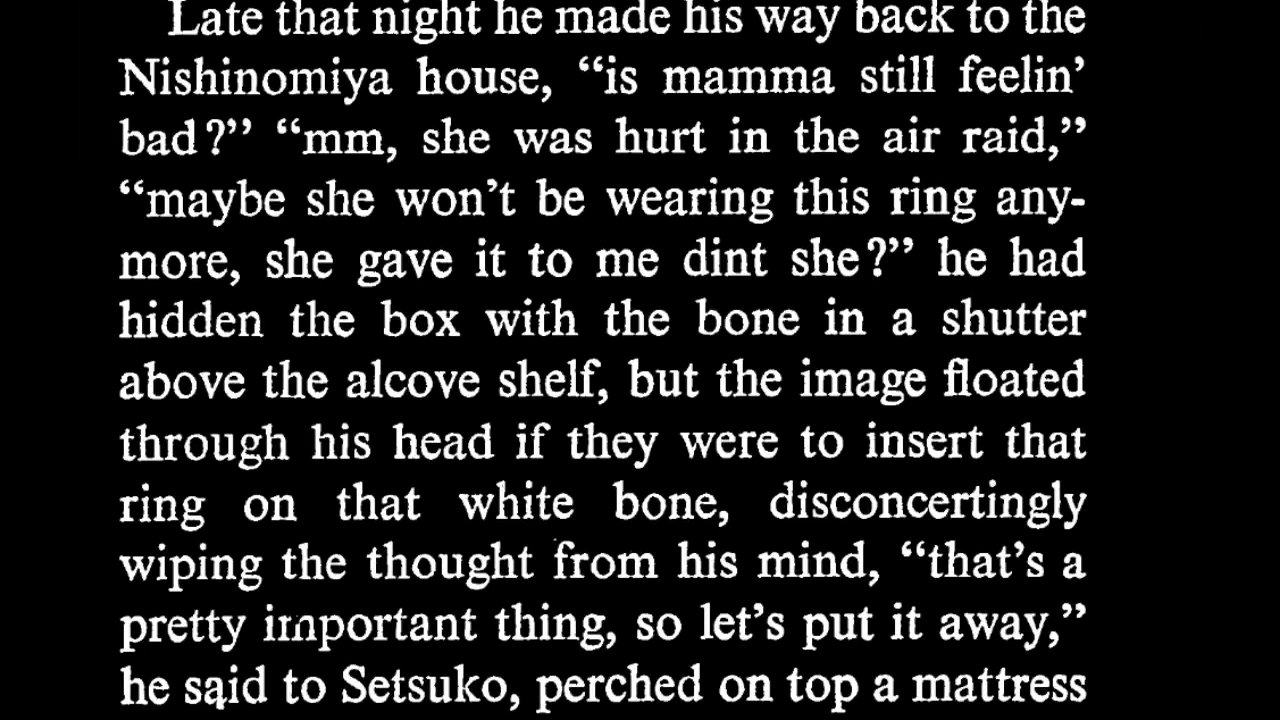 Late that night he made his way back to the
Nishinomiya house, “is mamma still feelin’
bad?” “mm, she was hurt in the air raid,”
“maybe she won’t be wearing this ring any-
more, she gave it to me dint she?” he had
hidden the box with the bone in a shutter
above the alcove shelf, but the image floated
through his head if they were to insert that
ring on that white bone, disconcertingly
wiping the thought from his mind, “that’s a
pretty important thing, so let’s put it away,”
he said to Setsuko, perched on top a mattress